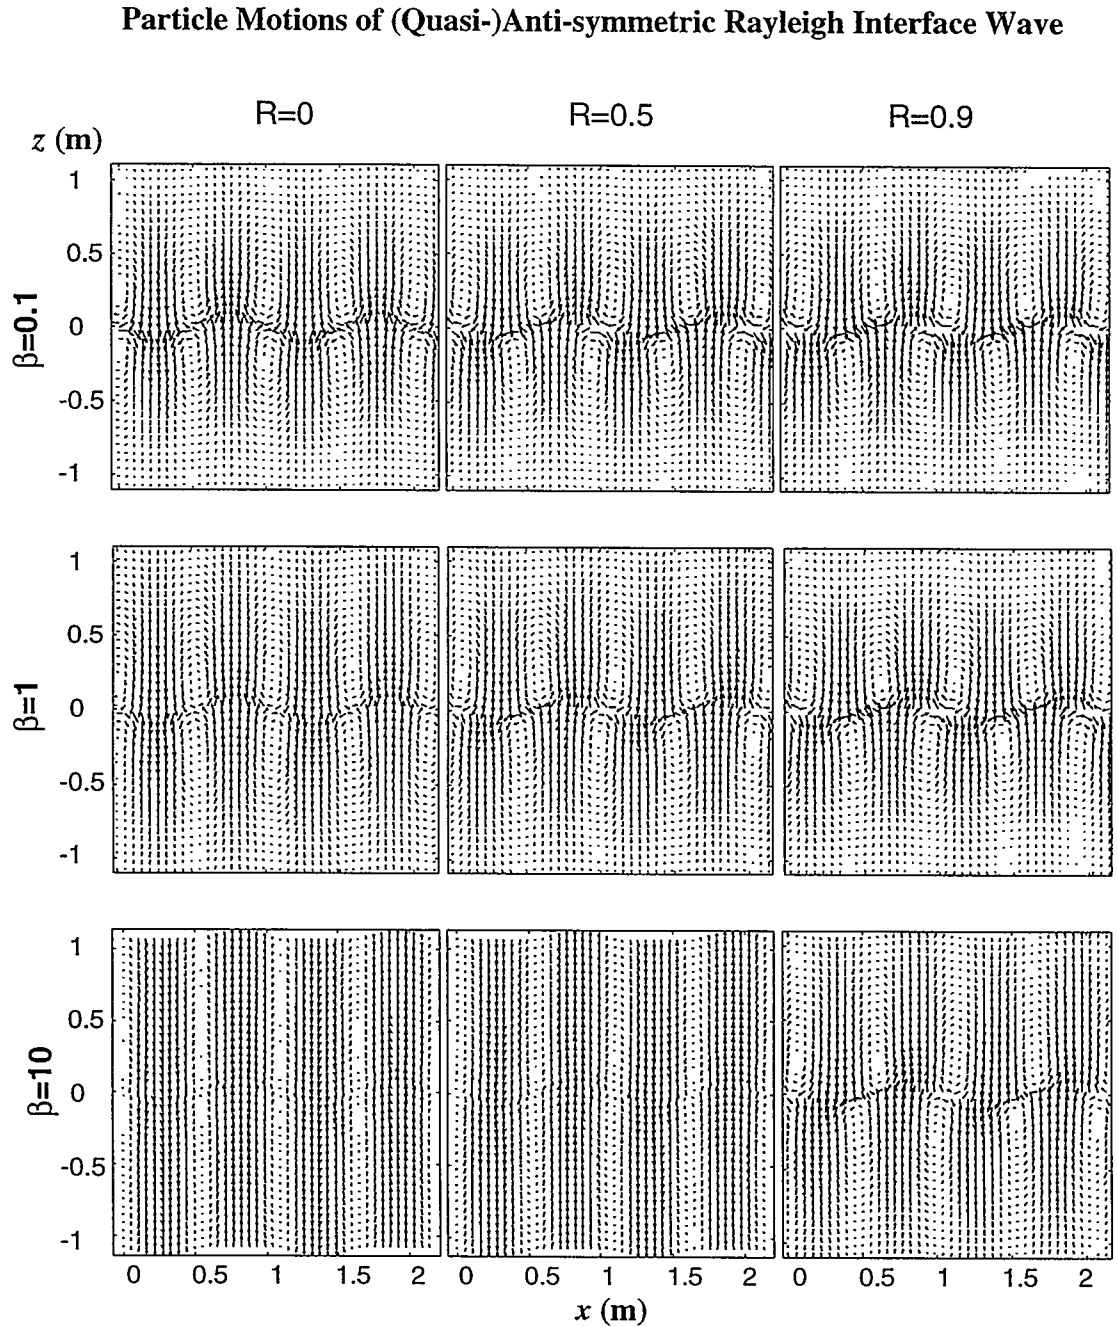 Particle Motions of (Quasi-)Anti-symmetric Rayleigh Interface Wave
R=0 R=0.5 R=0.9
z (m)
β=0.1
1
0.5
0
-0.5
-1
β=1
1
0.5
0
-0.5
-1
β=10
1
0.5
0
-0.5
-1
0 0.5 1 1.5 2 0 0.5 1 1.5 2 0 0.5 1 1.5 2
x (m)